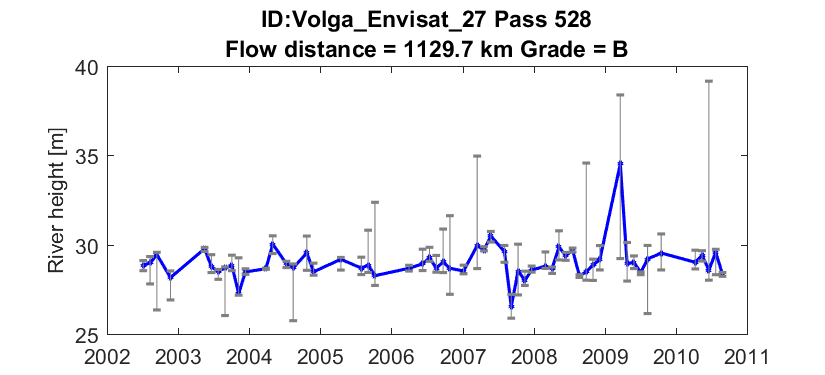 ID:Volga_Envisat_27 Pass 528
Flow distance = 1129.7 km Grade = B
River height [m]
40
35
30
25
2002 2003 2004 2005 2006 2007 2008 2009 2010 2011